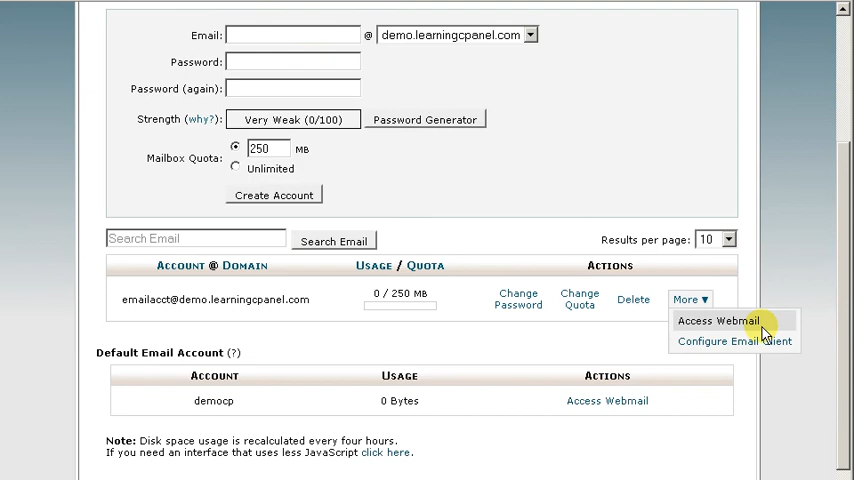 Email: @ demo.learningcpanel.com
Password:
Password (again):
Strength (why?): Very Weak (0/100) Password Generator
Mailbox Quota: 250 MB
Unlimited
Create Account
Search Email Search Email Results per page: 10
ACCOUNT @ DOMAIN USAGE / QUOTA ACTIONS
emailacct@demo.learningcpanel.com 0 / 250 MB Change Password Change Quota Delete More ▼
Access Webmail
Configure Email Client
Default Email Account (?)
ACCOUNT USAGE ACTIONS
democp 0 Bytes Access Webmail
Note: Disk space usage is recalculated every four hours.
If you need an interface that uses less JavaScript click here.